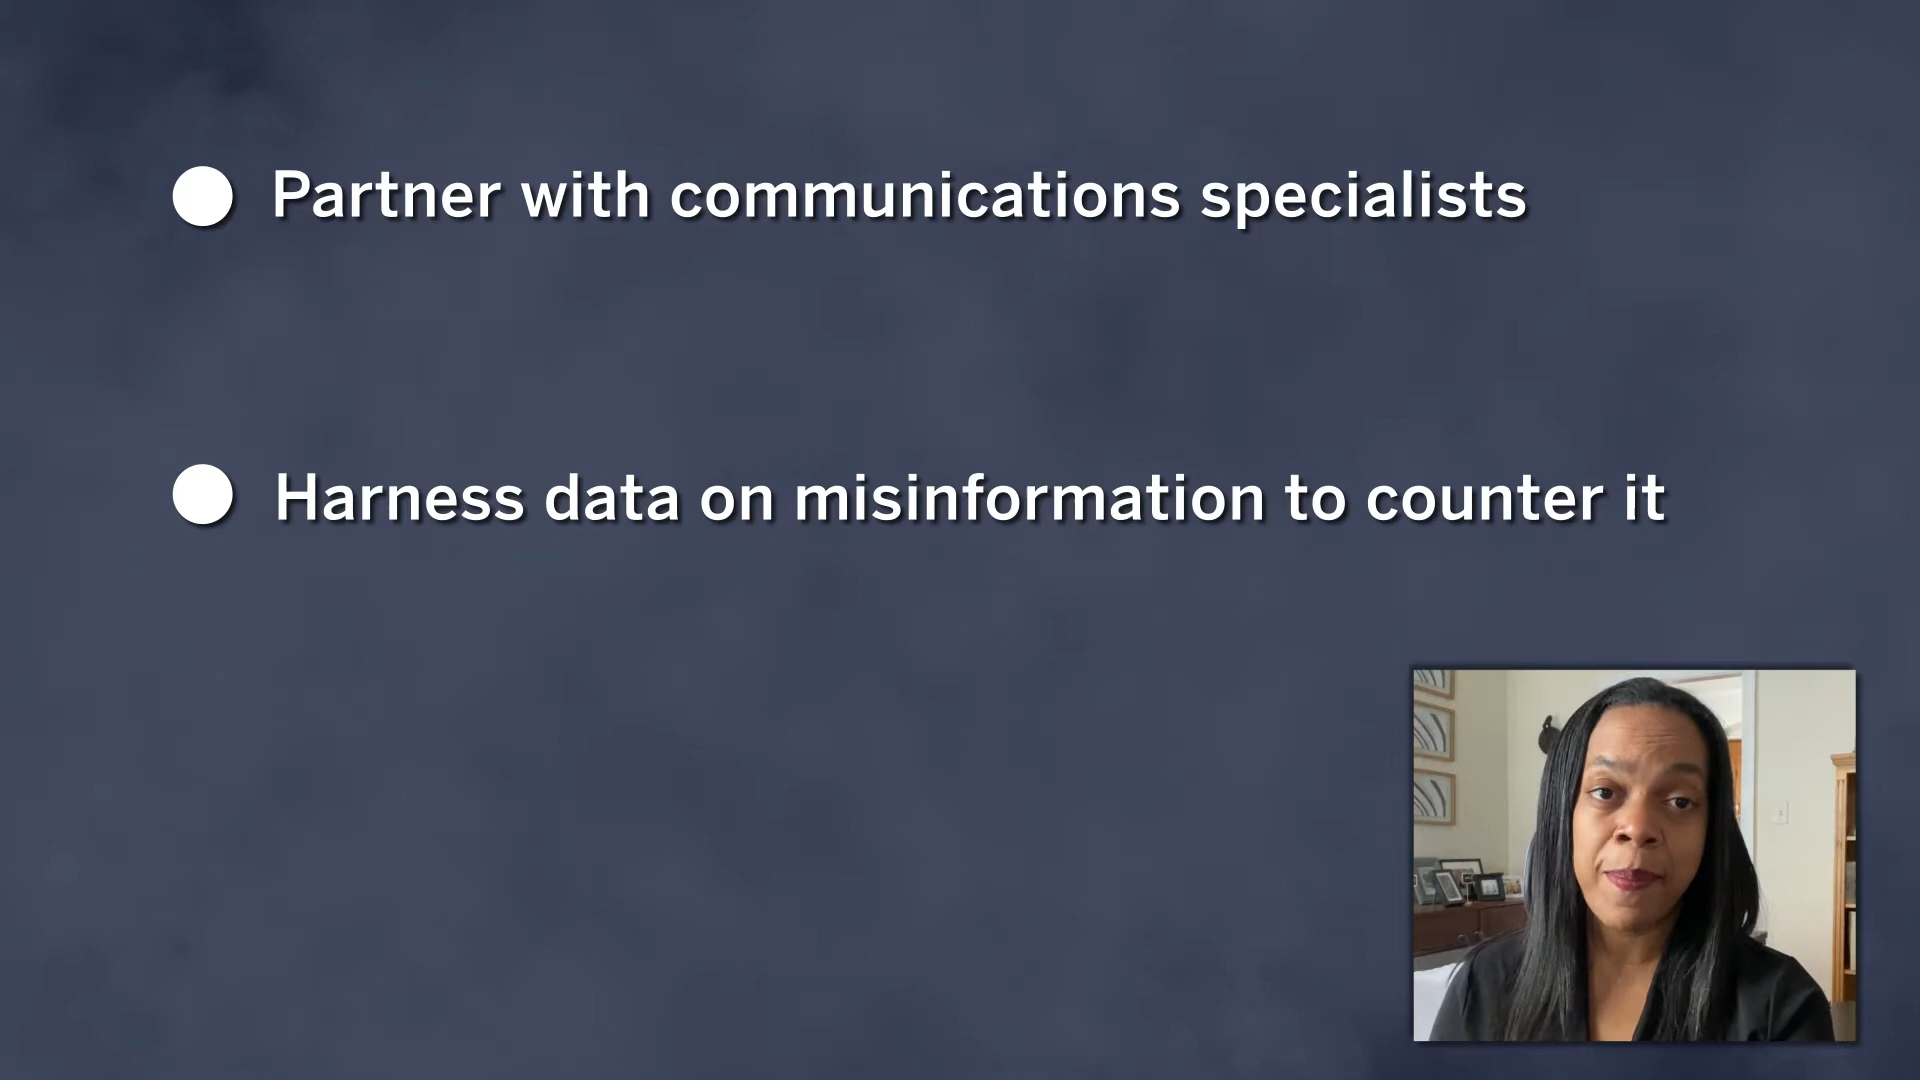 Partner with communications specialists
Harness data on misinformation to counter it